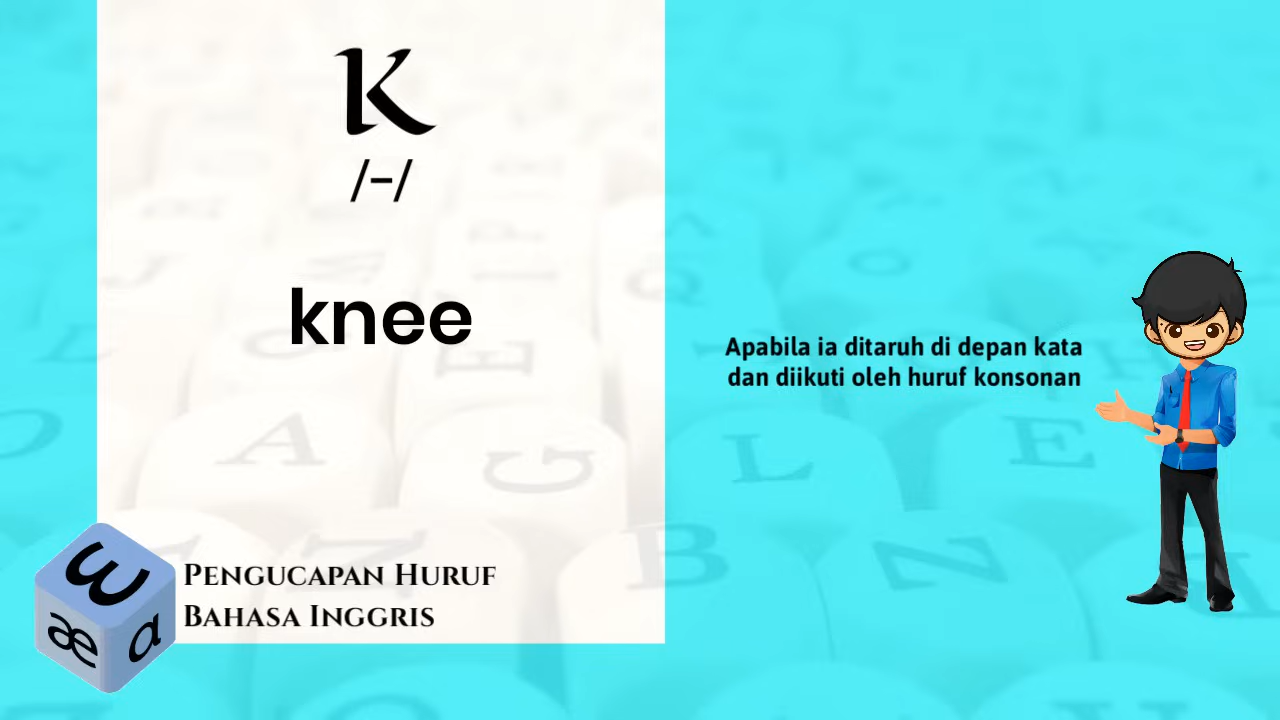 K
/-/
knee
Apabila ia ditaruh di depan kata
dan diikuti oleh huruf konsonan
ω
æ
a
Pengucapan Huruf
Bahasa Inggris